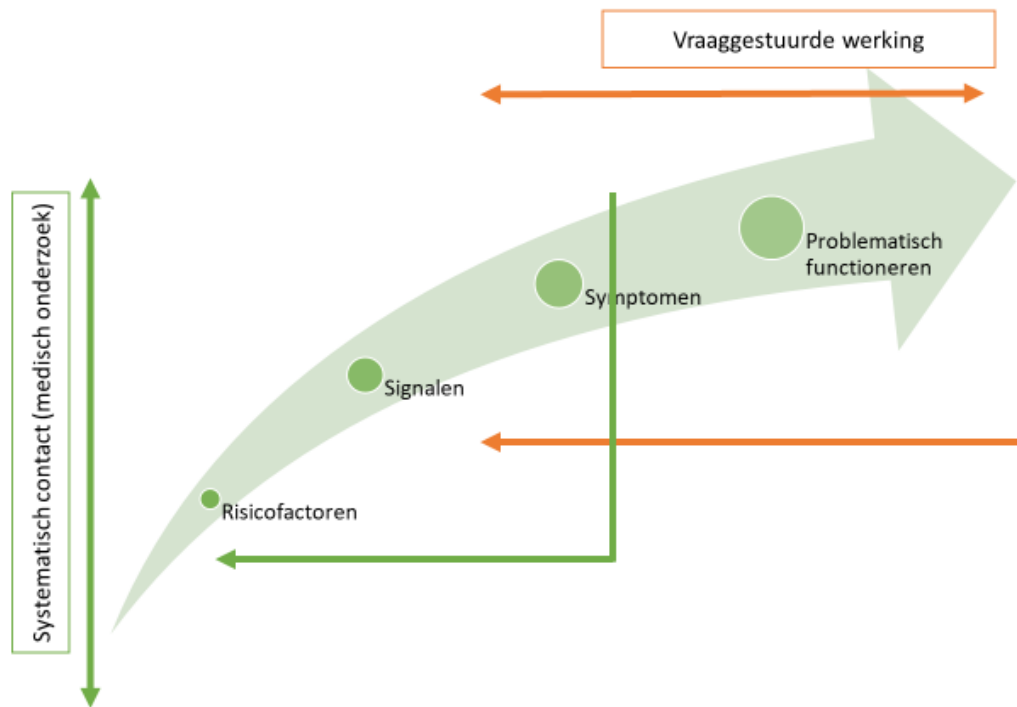 Vraaggestuurde werking
Systematisch contact (medisch onderzoek)
Problematisch
functioneren
Symptomen
Signalen
Risicofactoren